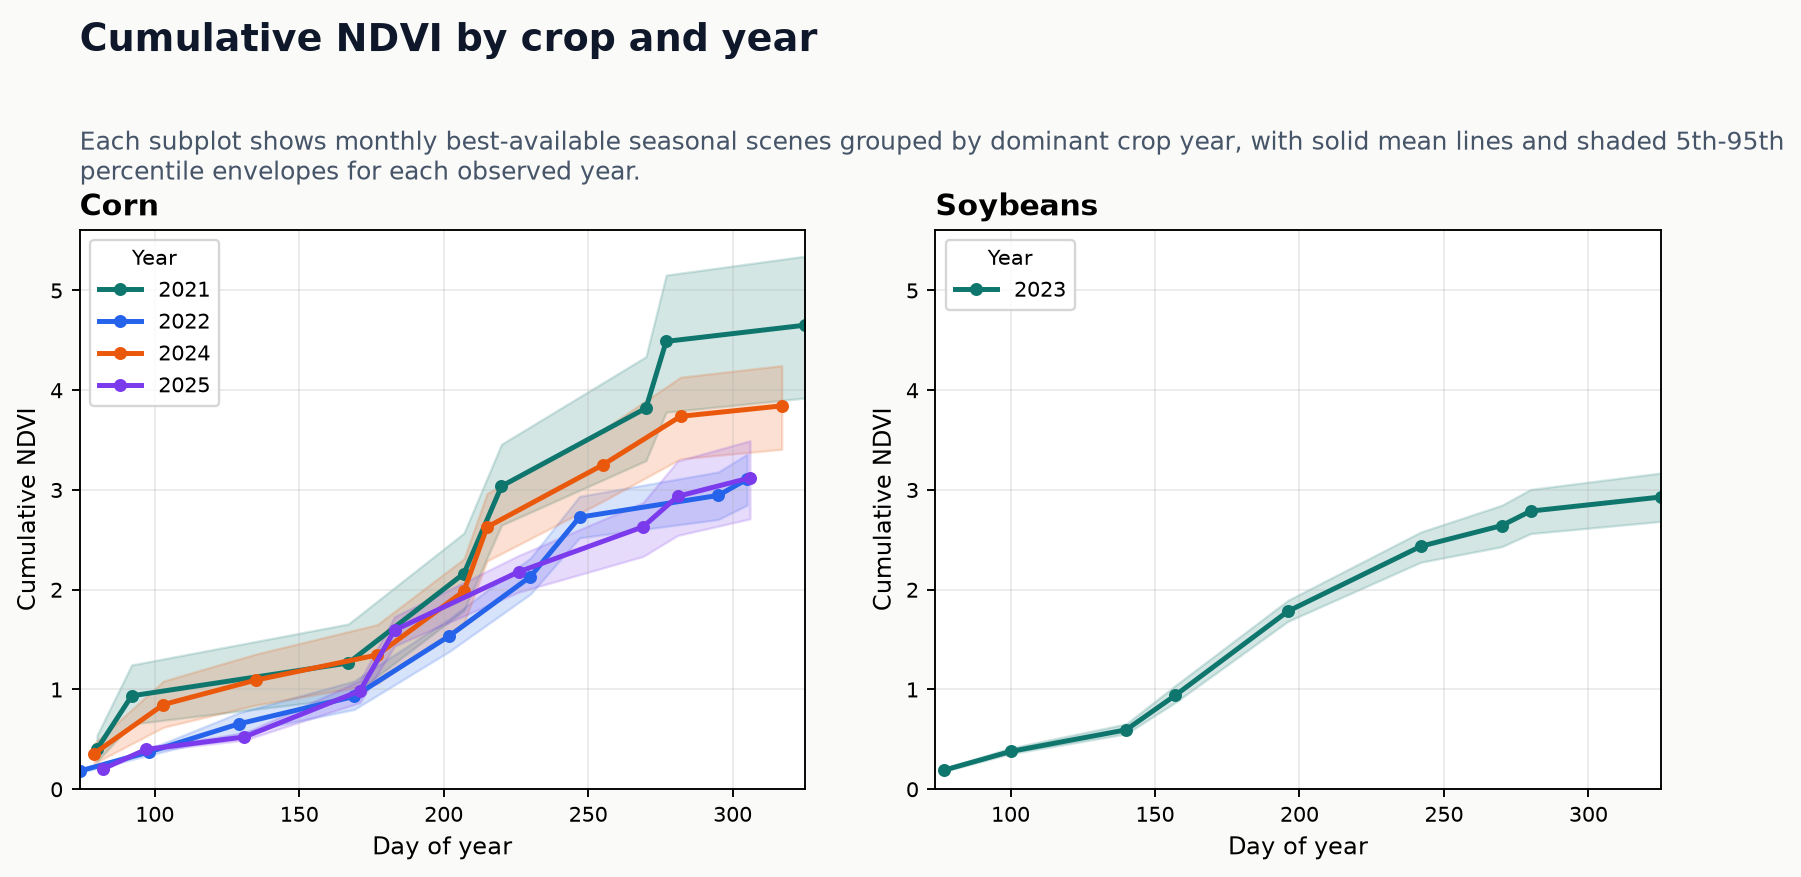 Cumulative NDVI by crop and year
Each subplot shows monthly best-available seasonal scenes grouped by dominant crop year, with solid mean lines and shaded 5th-95th
percentile envelopes for each observed year.
Corn
Year
2021
2022
2024
2025
5
4
3
2
1
0
Cumulative NDVI
100 150 200 250 300
Day of year
Soybeans
Year
2023
5
4
3
2
1
0
Cumulative NDVI
100 150 200 250 300
Day of year